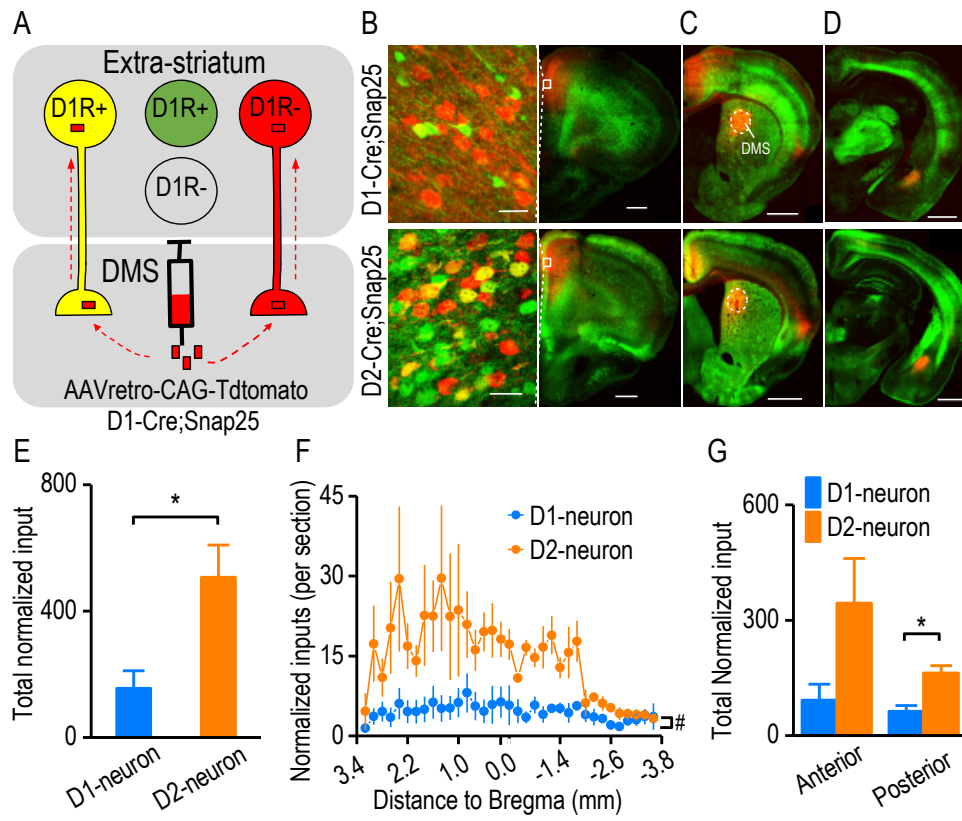 A
Extra-striatum
D1R+
D1R+
D1R-
D1R-
DMS
AAVretro-CAG-Tdtomato
D1-Cre;Snap25
B
C
D
D1-Cre;Snap25
DMS
D2-Cre;Snap25
E
Total normalized input
800
400
0
*
D1-neuron
D2-neuron
F
Normalized inputs (per section)
45
30
15
0
D1-neuron
D2-neuron
#
3.4
2.2
1.0
0.0
-1.4
-2.6
-3.8
Distance to Bregma (mm)
G
D1-neuron
D2-neuron
Total Normalized input
600
300
0
*
Anterior
Posterior